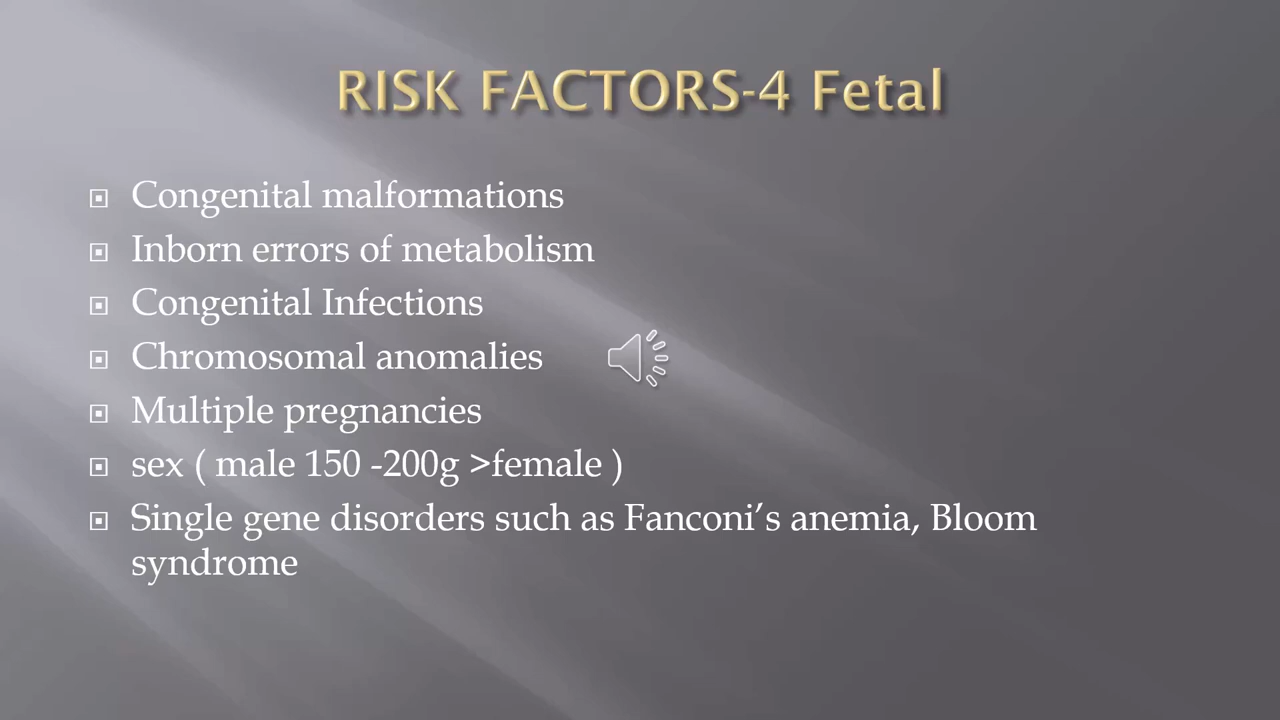 RISK FACTORS-4 Fetal
Congenital malformations
Inborn errors of metabolism
Congenital Infections
Chromosomal anomalies
Multiple pregnancies
sex ( male 150 -200g >female )
Single gene disorders such as Fanconi’s anemia, Bloom
syndrome